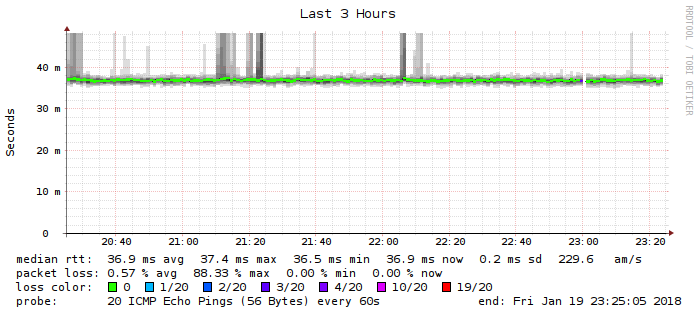 Last 3 Hours
RRDTOOL / TOBI OETIKER
Seconds
40 m
30 m
20 m
10 m
0
20:40 21:00 21:20 21:40 22:00 22:20 22:40 23:00 23:20
median rtt: 36.9 ms avg 37.4 ms max 36.5 ms min 36.9 ms now 0.2 ms sd 229.6 am/s
packet loss: 0.57 % avg 88.33 % max 0.00 % min 0.00 % now
loss color: 0 1/20 2/20 3/20 4/20 10/20 19/20
probe: 20 ICMP Echo Pings (56 Bytes) every 60s end: Fri Jan 19 23:25:05 2018